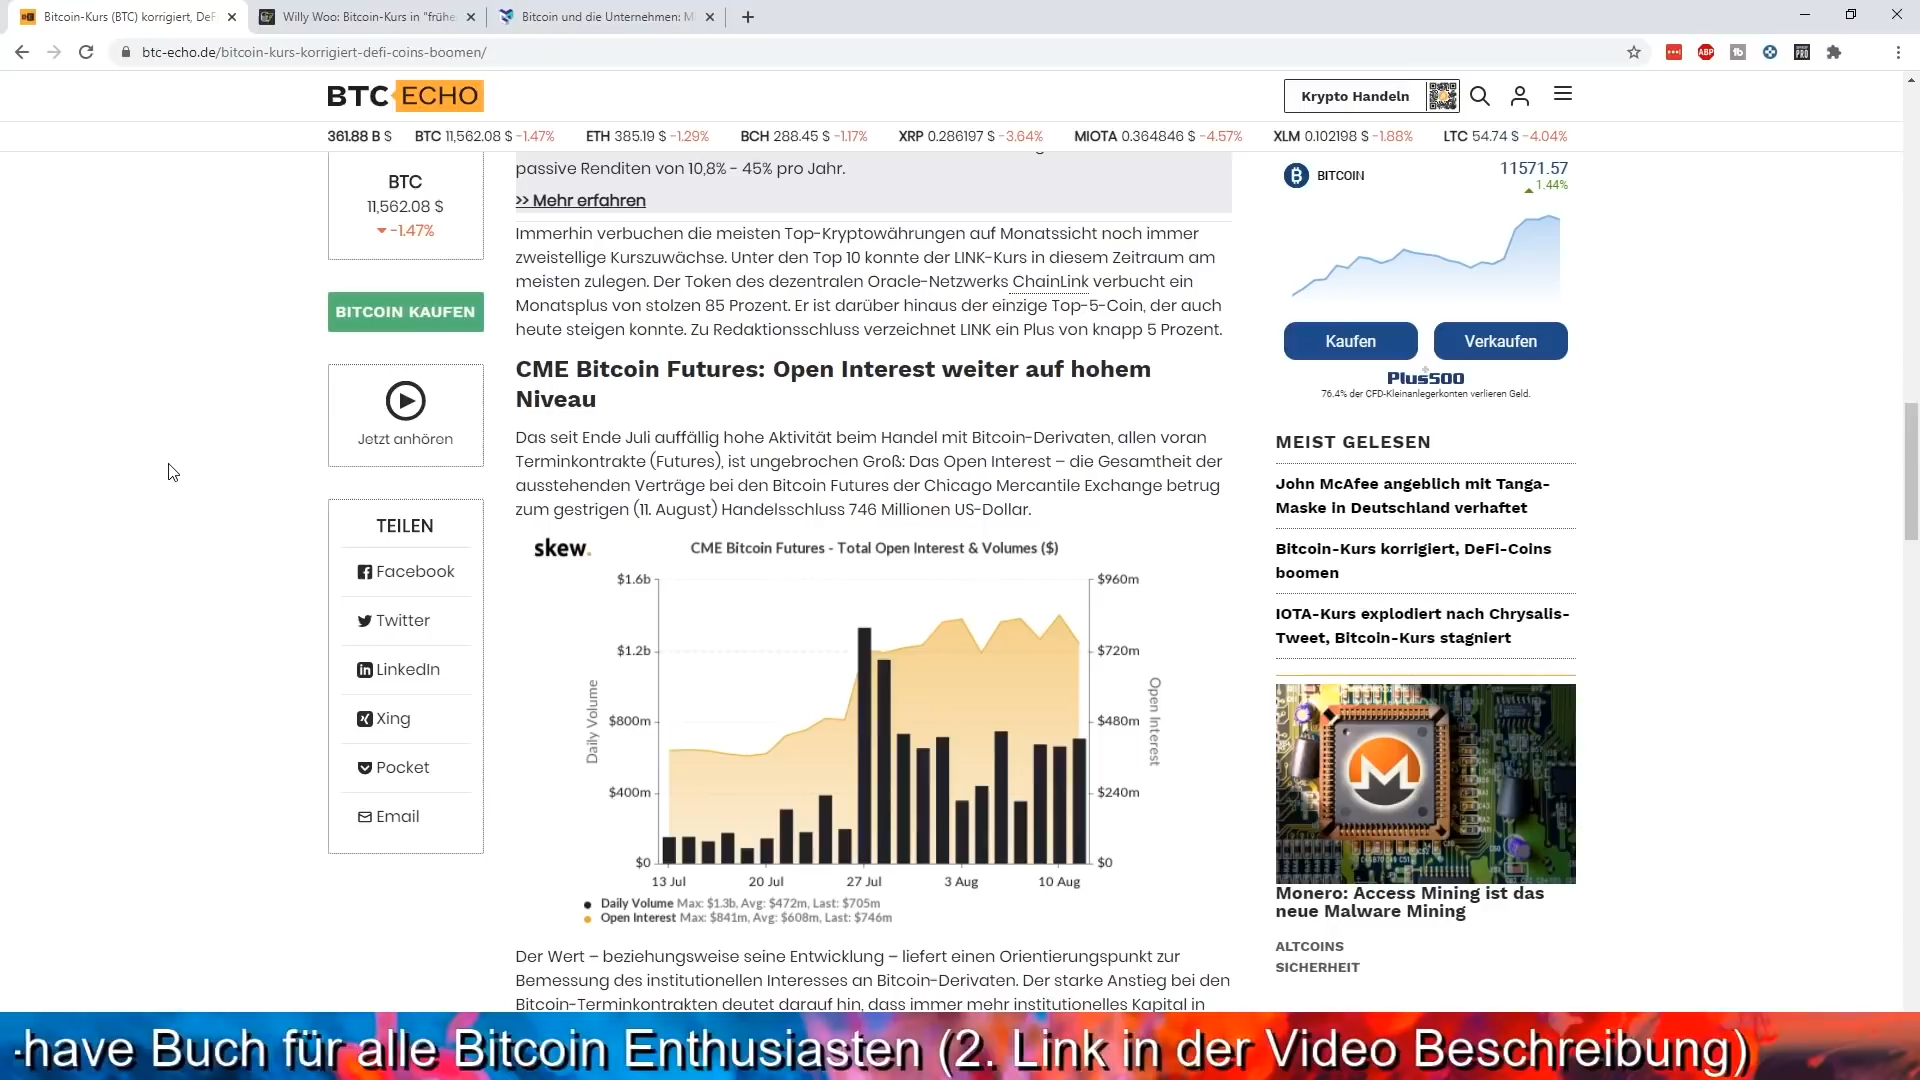 Bitcoin-Kurs (BTC) korrigiert, DeF
Willy Woo: Bitcoin-Kurs in "frühe
Bitcoin und die Unternehmen: M
btc-echo.de/bitcoin-kurs-korrigiert-defi-coins-boomen/
ABP
PRO
BTC ECHO
Krypto Handeln
361.88 B $ BTC 11,562.08 $ -1.47% ETH 385.19 $ -1.29% BCH 288.45 $ -1.17% XRP 0.286197 $ -3.64% MIOTA 0.364846 $ -4.57% XLM 0.102198 $ -1.88% LTC 54.74 $ -4.04%
BTC
11,562.08 $
-1.47%
BITCOIN KAUFEN
Jetzt anhören
TEILEN
Facebook
Twitter
LinkedIn
Xing
Pocket
Email
passive Renditen von 10,8% - 45% pro Jahr.
>> Mehr erfahren
Immerhin verbuchen die meisten Top-Kryptowährungen auf Monatssicht noch immer
zweistellige Kurszuwächse. Unter den Top 10 konnte der LINK-Kurs in diesem Zeitraum am
meisten zulegen. Der Token des dezentralen Oracle-Netzwerks ChainLink verbucht ein
Monatsplus von stolzen 85 Prozent. Er ist darüber hinaus der einzige Top-5-Coin, der auch
heute steigen konnte. Zu Redaktionsschluss verzeichnet LINK ein Plus von knapp 5 Prozent.
CME Bitcoin Futures: Open Interest weiter auf hohem
Niveau
Das seit Ende Juli auffällig hohe Aktivität beim Handel mit Bitcoin-Derivaten, allen voran
Terminkontrakte (Futures), ist ungebrochen Groß: Das Open Interest – die Gesamtheit der
ausstehenden Verträge bei den Bitcoin Futures der Chicago Mercantile Exchange betrug
zum gestrigen (11. August) Handelsschluss 746 Millionen US-Dollar.
skew.
CME Bitcoin Futures - Total Open Interest & Volumes ($)
$1.6b
$1.2b
$800m
$400m
$0
Daily Volume
$960m
$720m
$480m
$240m
$0
Open Interest
13 Jul 20 Jul 27 Jul 3 Aug 10 Aug
Daily Volume Max: $1.3b, Avg: $472m, Last: $705m
Open Interest Max: $841m, Avg: $608m, Last: $746m
Der Wert – beziehungsweise seine Entwicklung – liefert einen Orientierungspunkt zur
Bemessung des institutionellen Interesses an Bitcoin-Derivaten. Der starke Anstieg bei den
Bitcoin-Terminkontrakten deutet darauf hin, dass immer mehr institutionelles Kapital in
BITCOIN
11571.57
1.44%
Kaufen
Verkaufen
Plus500
76,4% der CFD-Kleinanlegerkonten verlieren Geld.
MEIST GELESEN
John McAfee angeblich mit Tanga-
Maske in Deutschland verhaftet
Bitcoin-Kurs korrigiert, DeFi-Coins
boomen
IOTA-Kurs explodiert nach Chrysalis-
Tweet, Bitcoin-Kurs stagniert
Monero: Access Mining ist das
neue Malware Mining
ALTCOINS
SICHERHEIT
-have Buch für alle Bitcoin Enthusiasten (2. Link in der Video Beschreibung)